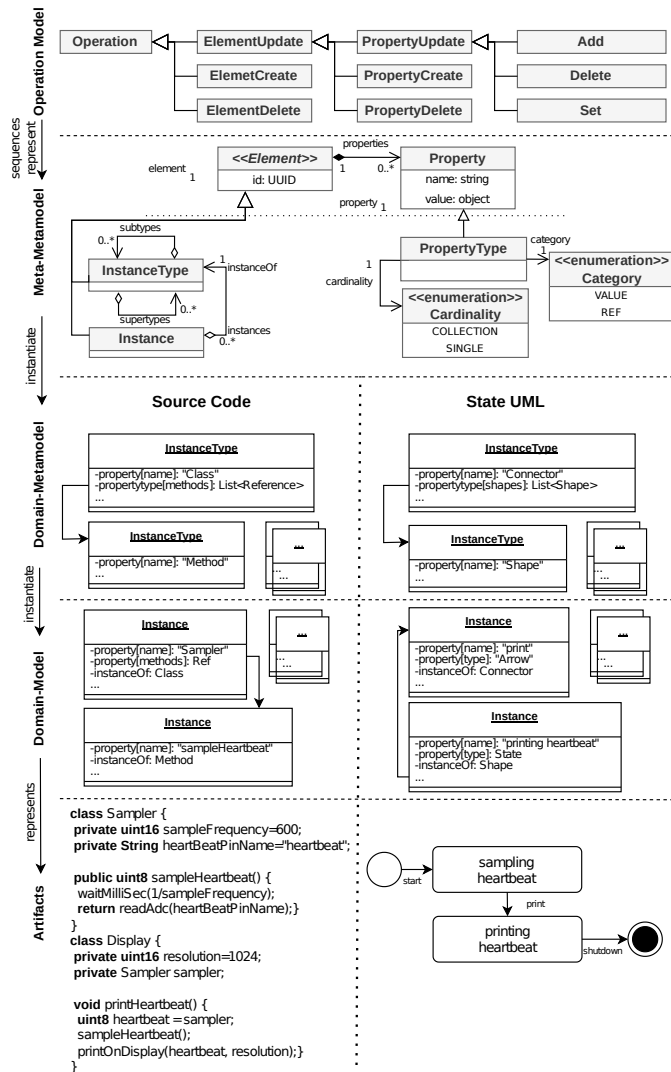 Operation Model
Operation
ElementUpdate
PropertyUpdate
Add
ElemetCreate
PropertyCreate
Delete
ElementDelete
PropertyDelete
Set
sequences
represent
Meta-Metamodel
<<Element>>
id: UUID
element
1
properties
1
0..*
Property
name: string
value: object
property
1
subtypes
0..*
InstanceType
1
instanceOf
supertypes
0..*
Instance
instances
0..*
PropertyType
category
1
1
cardinality
<<enumeration>>
Category
VALUE
REF
<<enumeration>>
Cardinality
COLLECTION
SINGLE
instantiate
Source Code
State UML
Domain-Metamodel
InstanceType
-property[name]: "Class"
-propertytype[methods]: List<Reference>
...
InstanceType
-property[name]: "Method"
...
...
...
...
InstanceType
-property[name]: "Connector"
-propertytype[shapes]: List<Shape>
...
InstanceType
-property[name]: "Shape"
...
...
...
...
instantiate
Domain-Model
Instance
-property[name]: "Sampler"
-property[methods]: Ref
-instanceOf: Class
...
...
...
...
Instance
-property[name]: "sampleHeartbeat"
-instanceOf: Method
...
Instance
-property[name]: "print"
-property[type]: "Arrow"
-instanceOf: Connector
...
...
...
...
Instance
-property[name]: "printing heartbeat"
-property[type]: State
-instanceOf: Shape
...
represents
Artifacts
class Sampler {
private uint16 sampleFrequency=600;
private String heartBeatPinName="heartbeat";
public uint8 sampleHeartbeat() {
waitMilliSec(1/sampleFrequency);
return readAdc(heartBeatPinName);}
}
class Display {
private uint16 resolution=1024;
private Sampler sampler;
void printHeartbeat() {
uint8 heartbeat = sampler;
sampleHeartbeat();
printOnDisplay(heartbeat, resolution);}
}
start
sampling
heartbeat
print
printing
heartbeat
shutdown